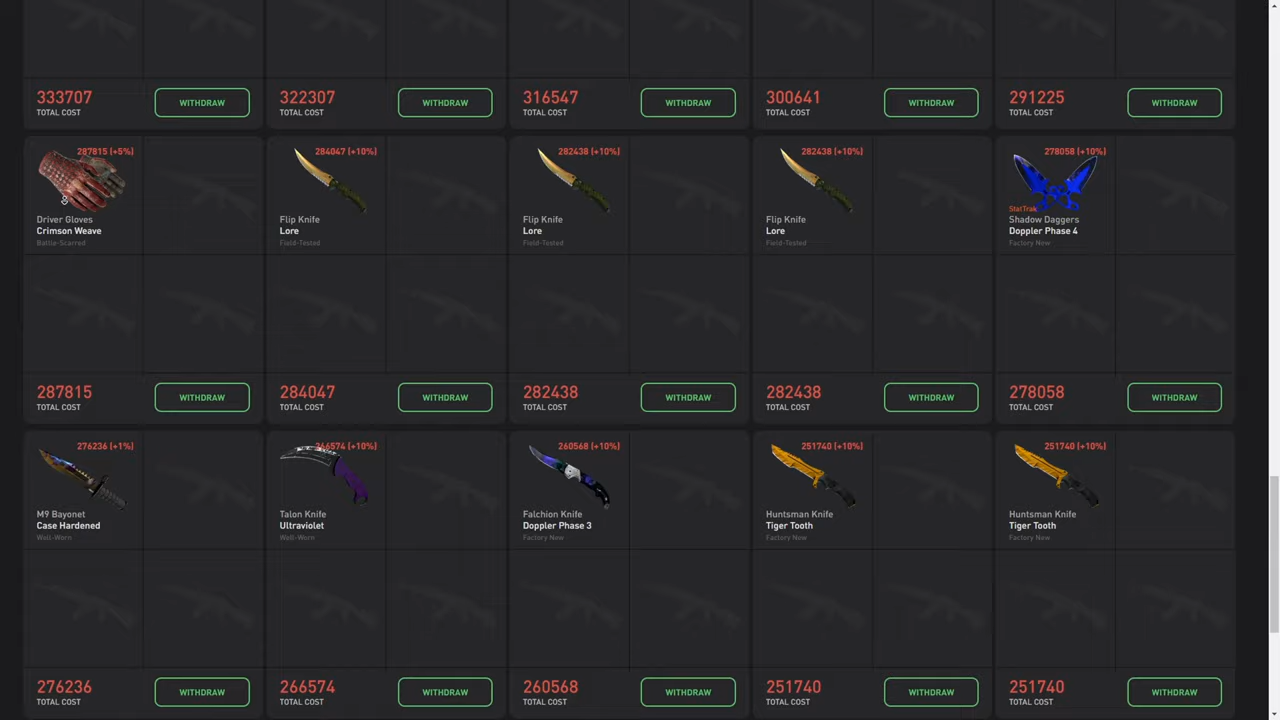 333707
TOTAL COST
WITHDRAW
322307
TOTAL COST
WITHDRAW
316547
TOTAL COST
WITHDRAW
300641
TOTAL COST
WITHDRAW
291225
TOTAL COST
WITHDRAW
287815 (+5%)
Driver Gloves
Crimson Weave
Battle-Scarred
287815
TOTAL COST
WITHDRAW
284047 (+10%)
Flip Knife
Lore
Field-Tested
284047
TOTAL COST
WITHDRAW
282438 (+10%)
Flip Knife
Lore
Field-Tested
282438
TOTAL COST
WITHDRAW
282438 (+10%)
Flip Knife
Lore
Field-Tested
282438
TOTAL COST
WITHDRAW
278058 (+10%)
StatTrak
Shadow Daggers
Doppler Phase 4
Factory New
278058
TOTAL COST
WITHDRAW
276236 (+1%)
M9 Bayonet
Case Hardened
Well-Worn
276236
TOTAL COST
WITHDRAW
266574 (+10%)
Talon Knife
Ultraviolet
Well-Worn
266574
TOTAL COST
WITHDRAW
260568 (+10%)
Falchion Knife
Doppler Phase 3
Factory New
260568
TOTAL COST
WITHDRAW
251740 (+10%)
Huntsman Knife
Tiger Tooth
Factory New
251740
TOTAL COST
WITHDRAW
251740 (+10%)
Huntsman Knife
Tiger Tooth
Factory New
251740
TOTAL COST
WITHDRAW